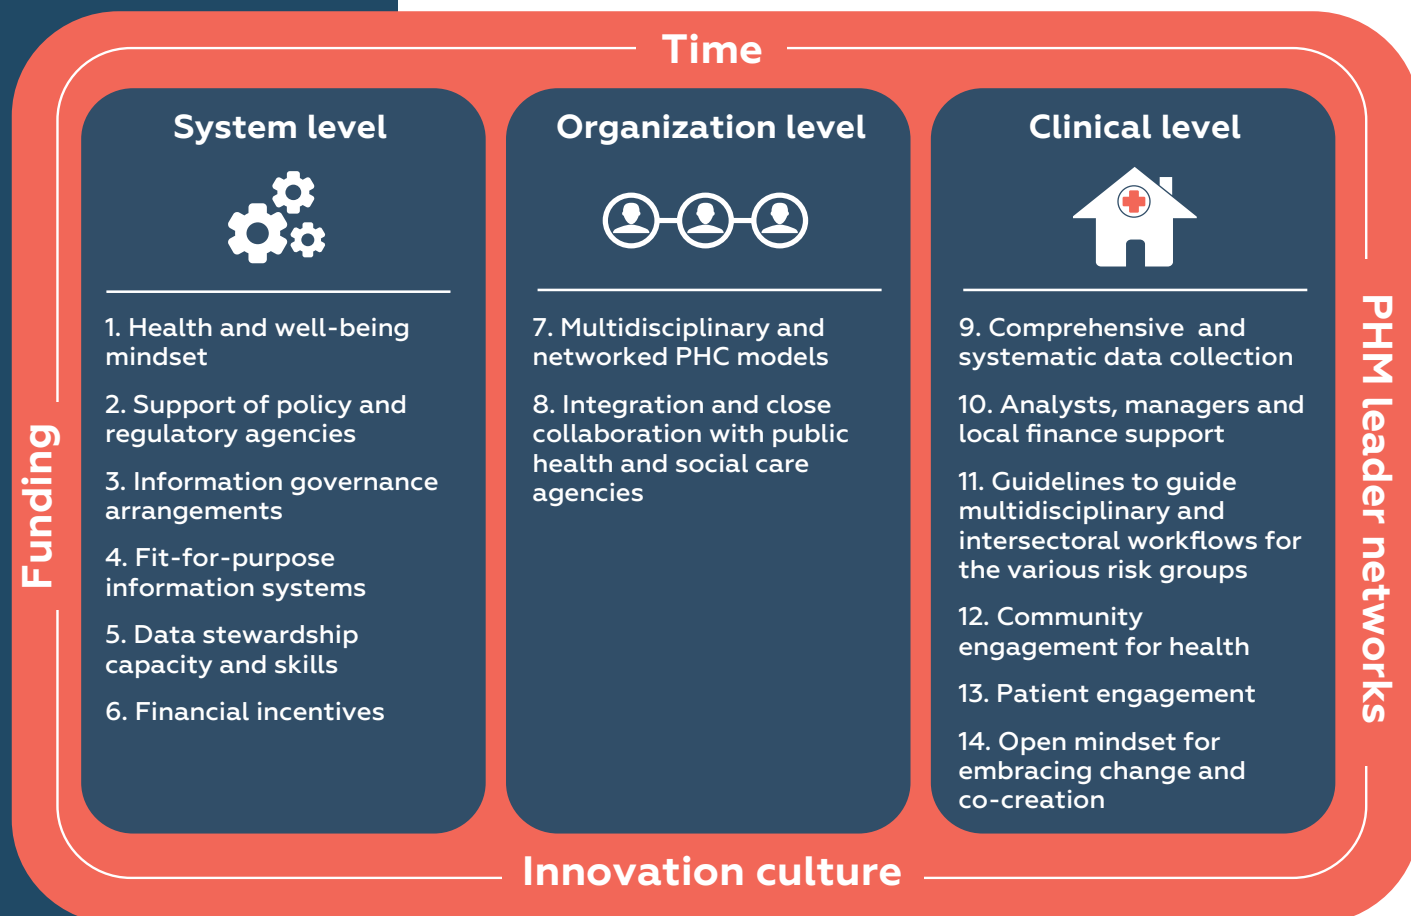 Time
Funding
System level
1. Health and well-being
mindset
2. Support of policy and
regulatory agencies
3. Information governance
arrangements
4. Fit-for-purpose
information systems
5. Data stewardship
capacity and skills
6. Financial incentives
Organization level
7. Multidisciplinary and
networked PHC models
8. Integration and close
collaboration with public
health and social care
agencies
Clinical level
9. Comprehensive and
systematic data collection
10. Analysts, managers and
local finance support
11. Guidelines to guide
multidisciplinary and
intersectoral workflows for
the various risk groups
12. Community
engagement for health
13. Patient engagement
14. Open mindset for
embracing change and
co-creation
PHM leader networks
Innovation culture